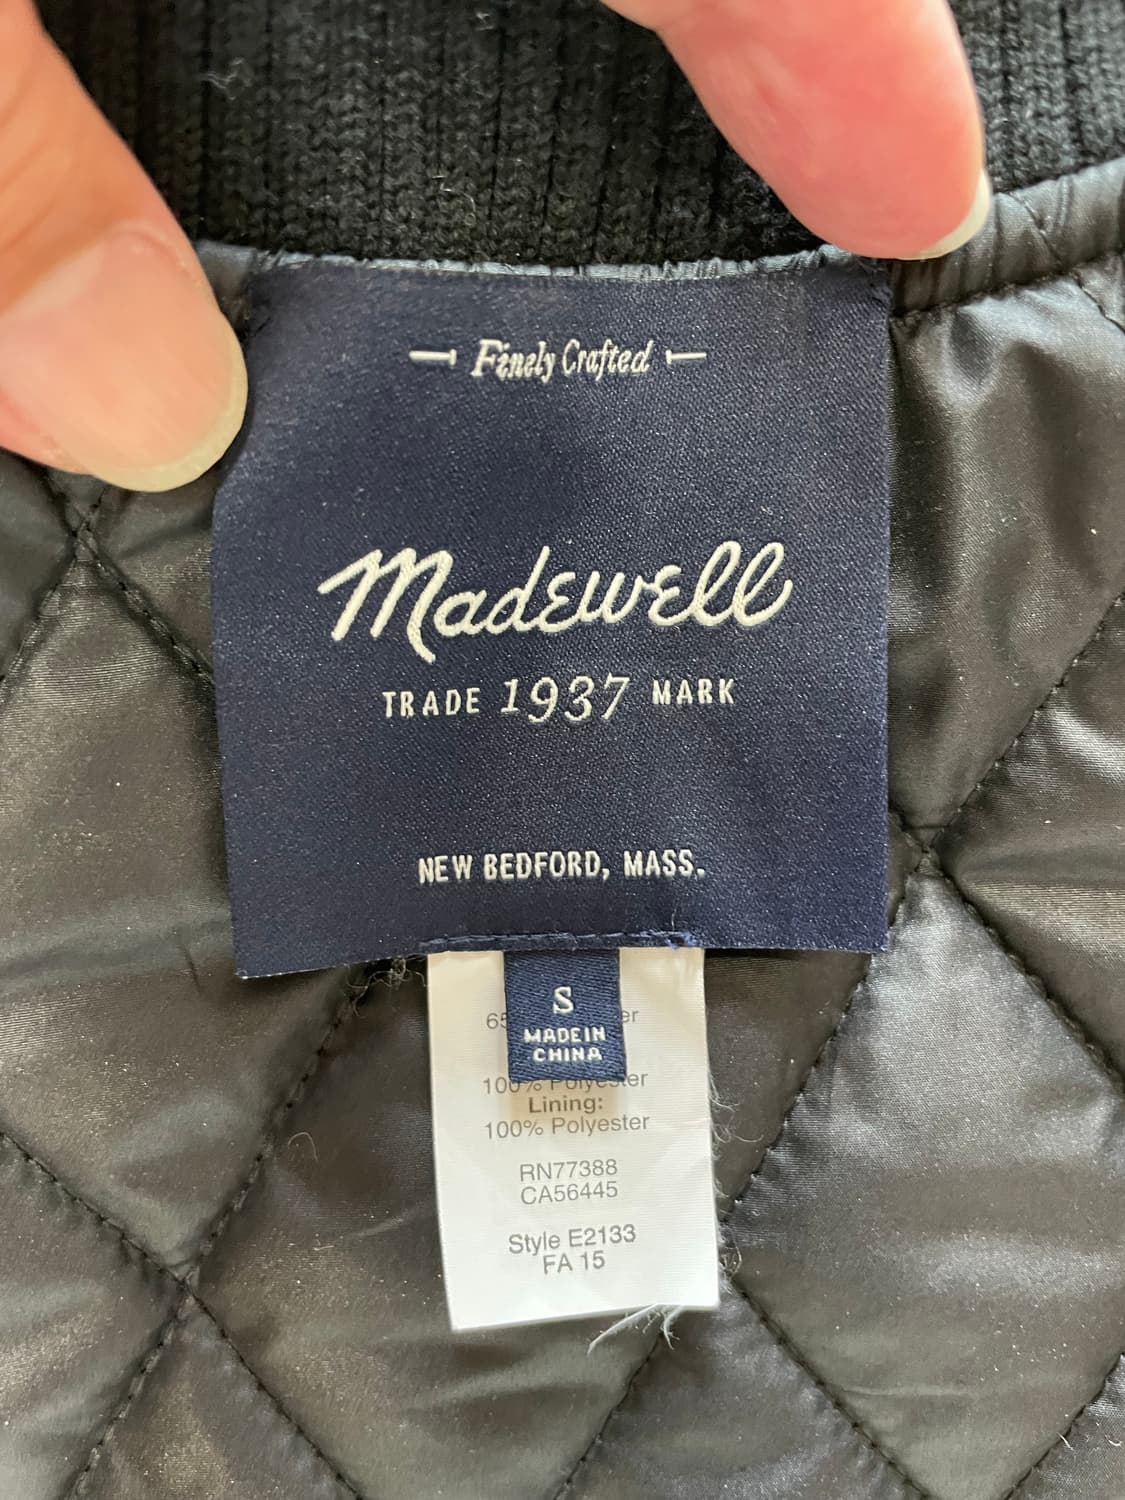 Finely Crafted
Madewell
TRADE 1937 MARK
NEW BEDFORD, MASS.
S
MADE IN
CHINA
100% Polyester
Lining:
100% Polyester
RN77388
CA56445
Style E2133
FA 15